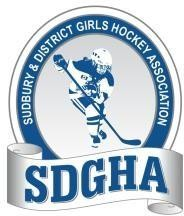 SUDBURY & DISTRICT GIRLS HOCKEY ASSOCIATION
SDGHA